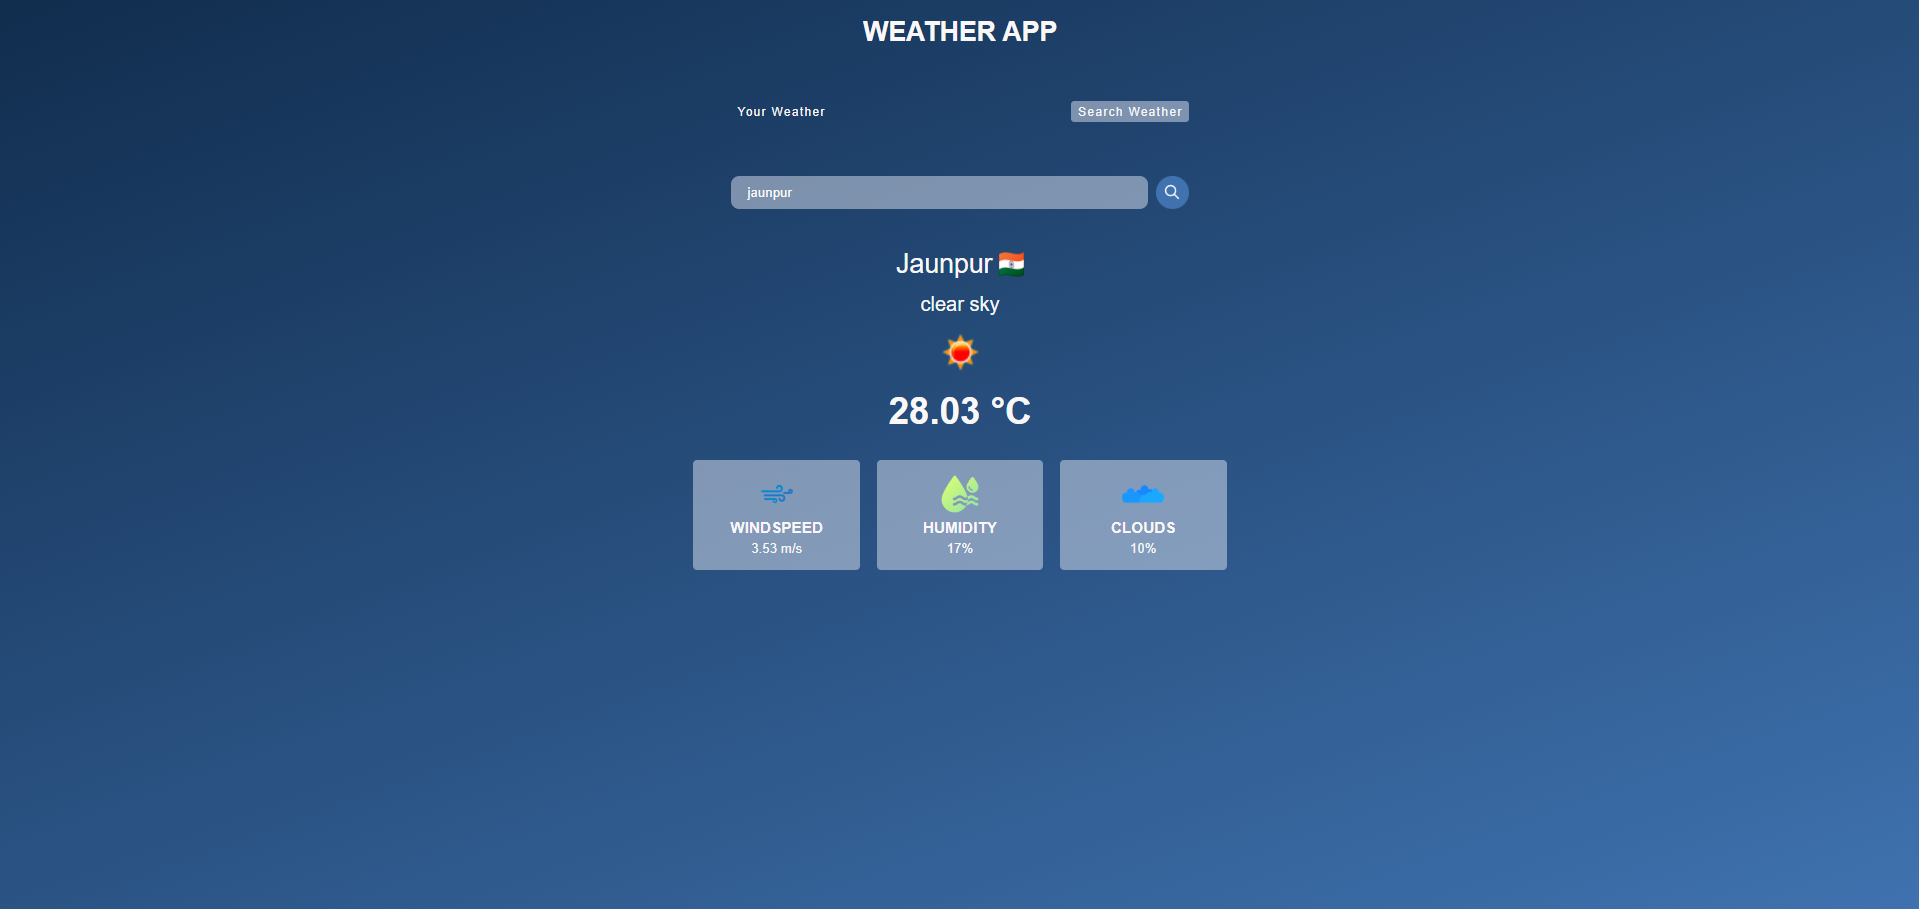 WEATHER APP
Your Weather
Search Weather
jaunpur
Jaunpur
clear sky
28.03 °C
WINDSPEED
3.53 m/s
HUMIDITY
17%
CLOUDS
10%